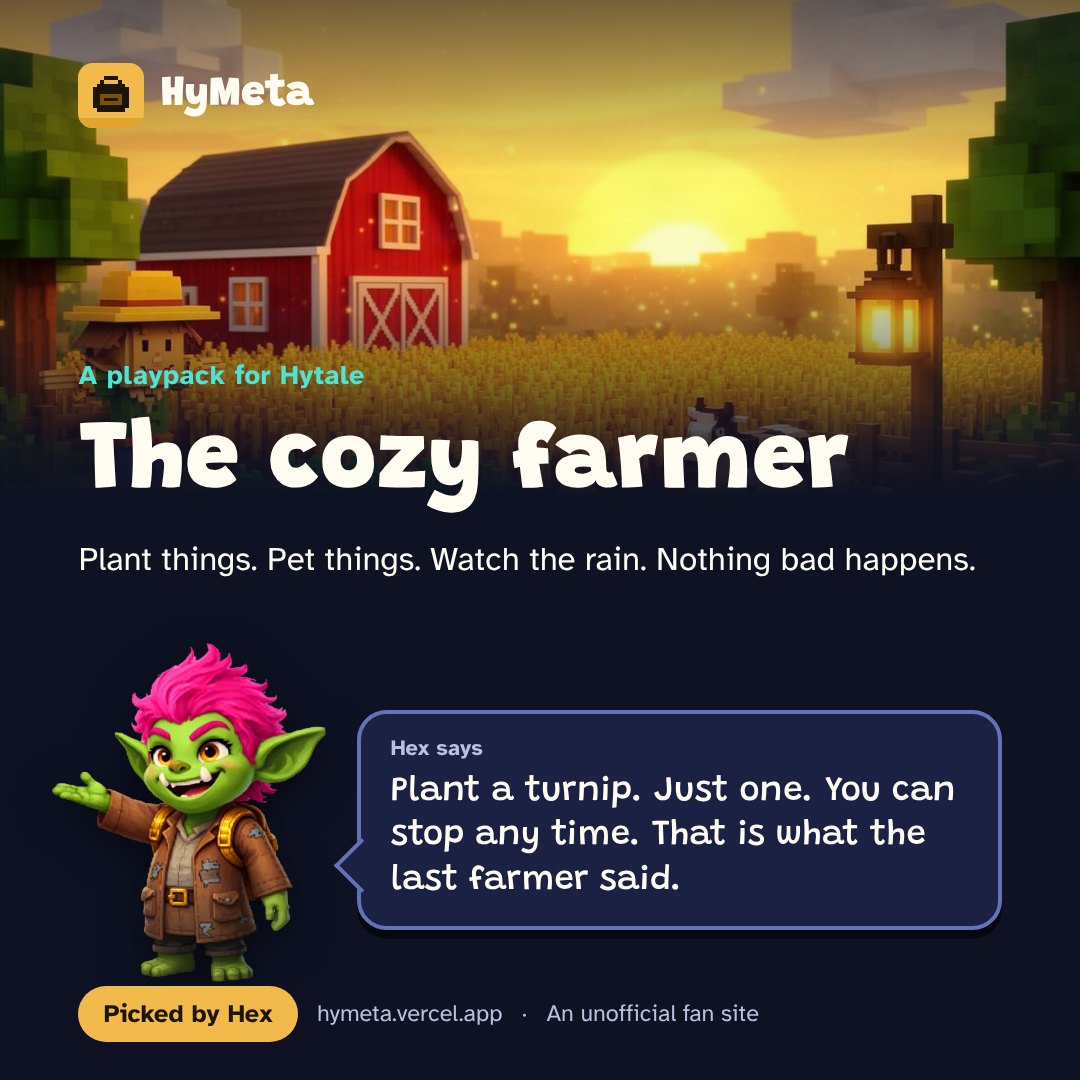 HyMeta
A playpack for Hytale
The cozy farmer
Plant things. Pet things. Watch the rain. Nothing bad happens.
Hex says
Plant a turnip. Just one. You can
stop any time. That is what the
last farmer said.
Picked by Hex
hymeta.vercel.app · An unofficial fan site